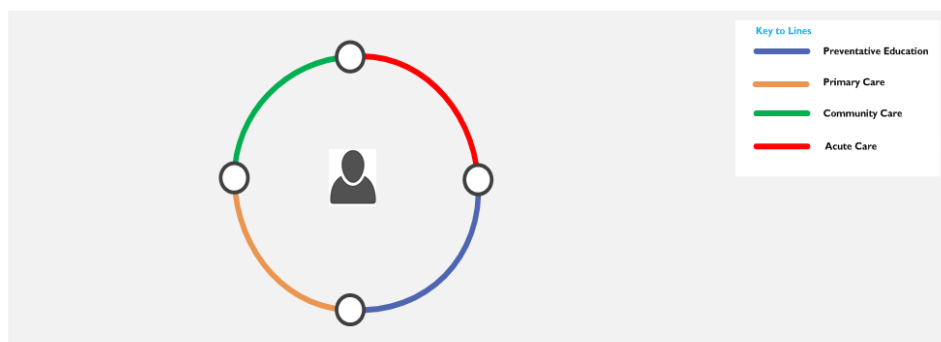 Key to Lines
Preventative Education
Primary Care
Community Care
Acute Care